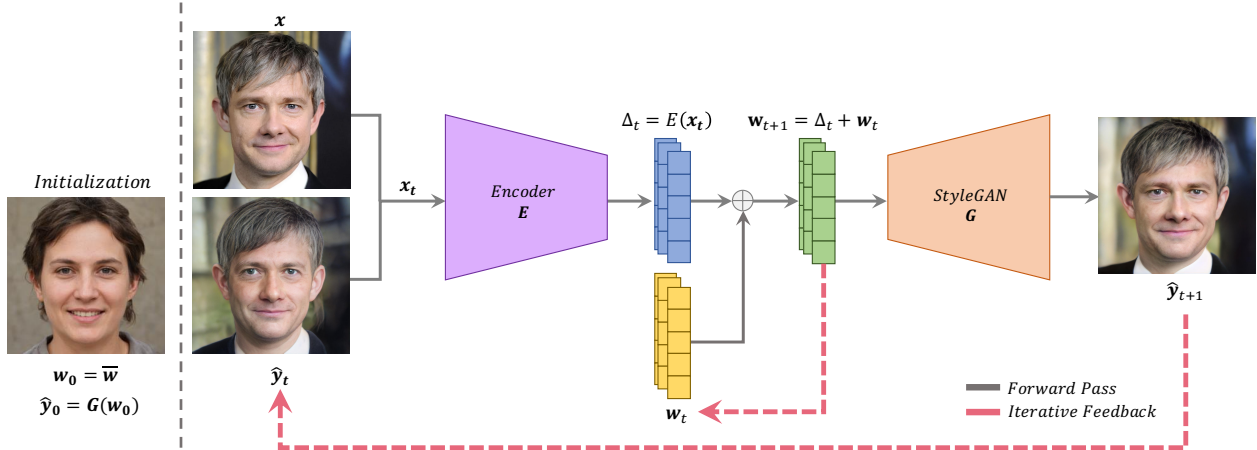 x
Initialization
w₀ = w̅
ŷ₀ = G(w₀)
ŷₜ
xₜ
Encoder
E
Δₜ = E(xₜ)
wₜ₊₁ = Δₜ + wₜ
wₜ
StyleGAN
G
ŷₜ₊₁
Forward Pass
Iterative Feedback